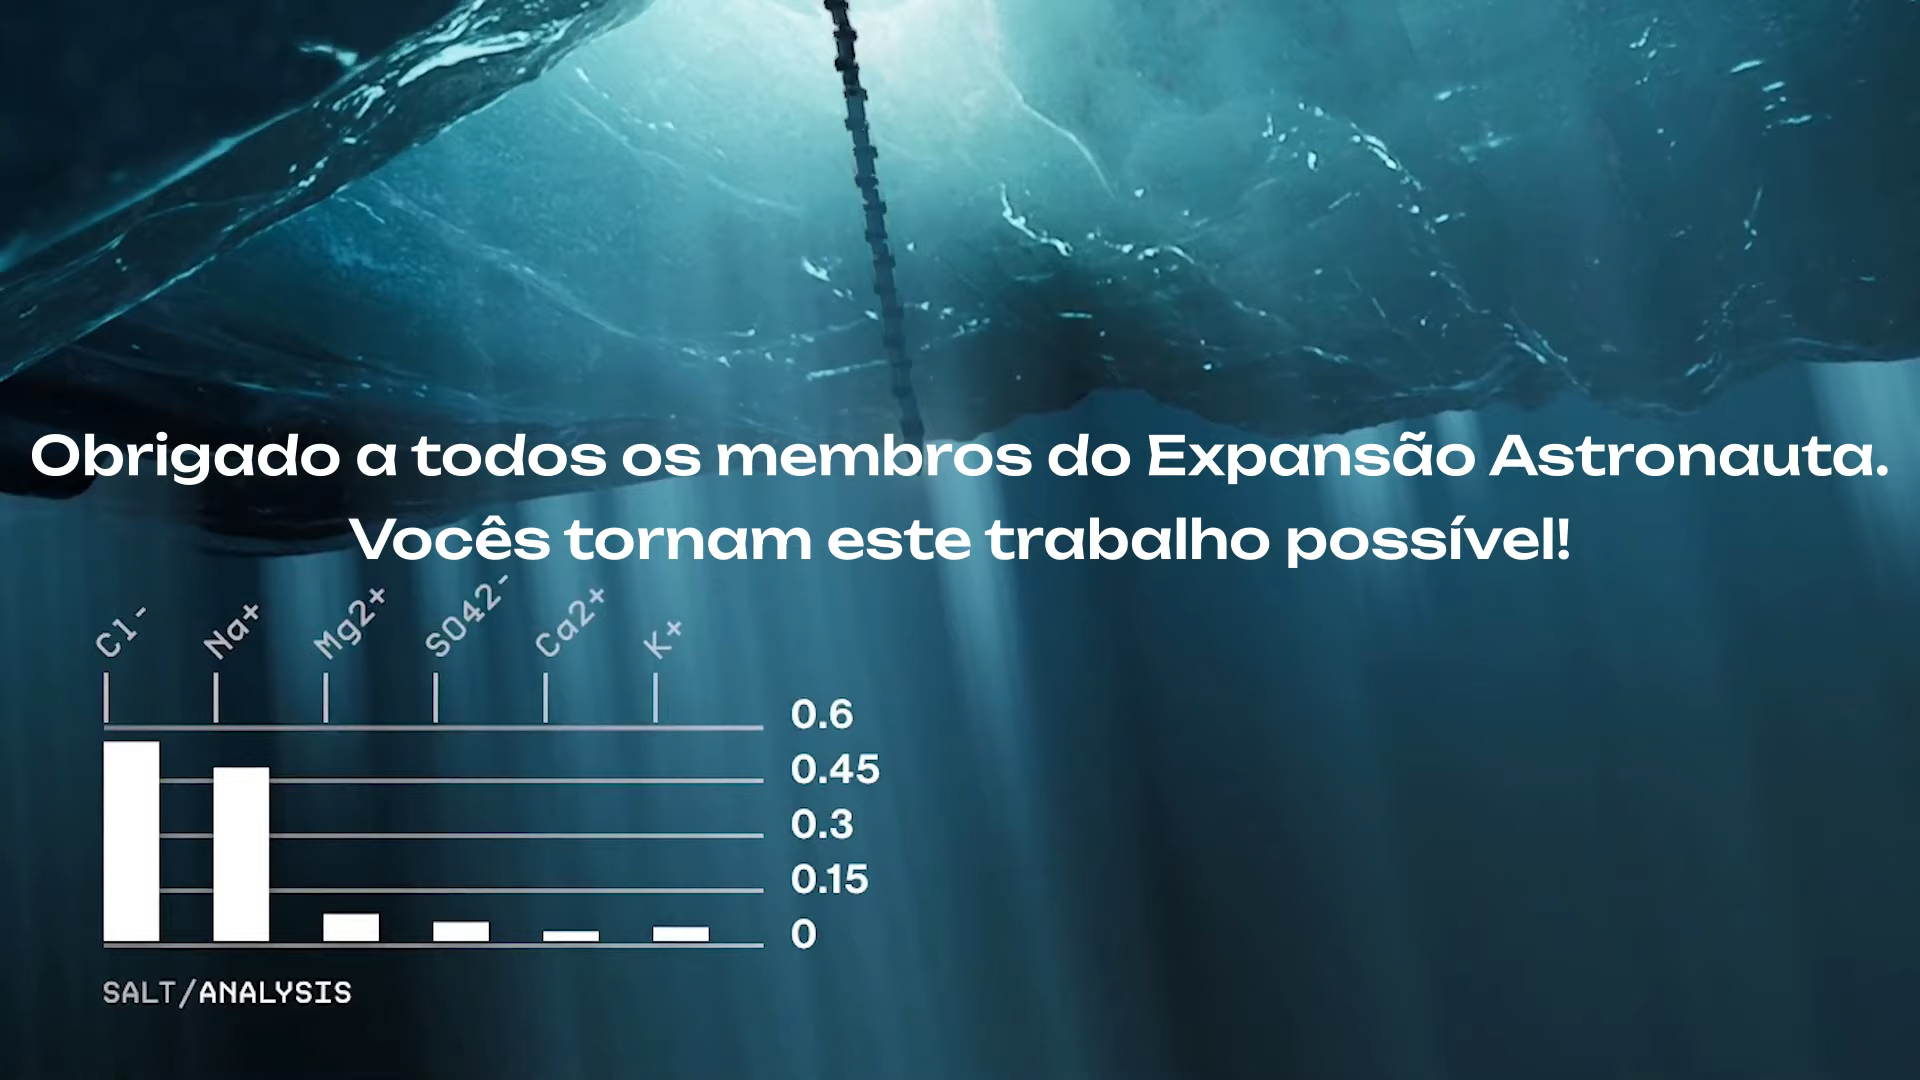 Obrigado a todos os membros do Expansão Astronauta.
Vocês tornam este trabalho possível!
Cl- Na+ Mg2+ SO42- Ca2+ K+
0.6
0.45
0.3
0.15
0
SALT/ANALYSIS